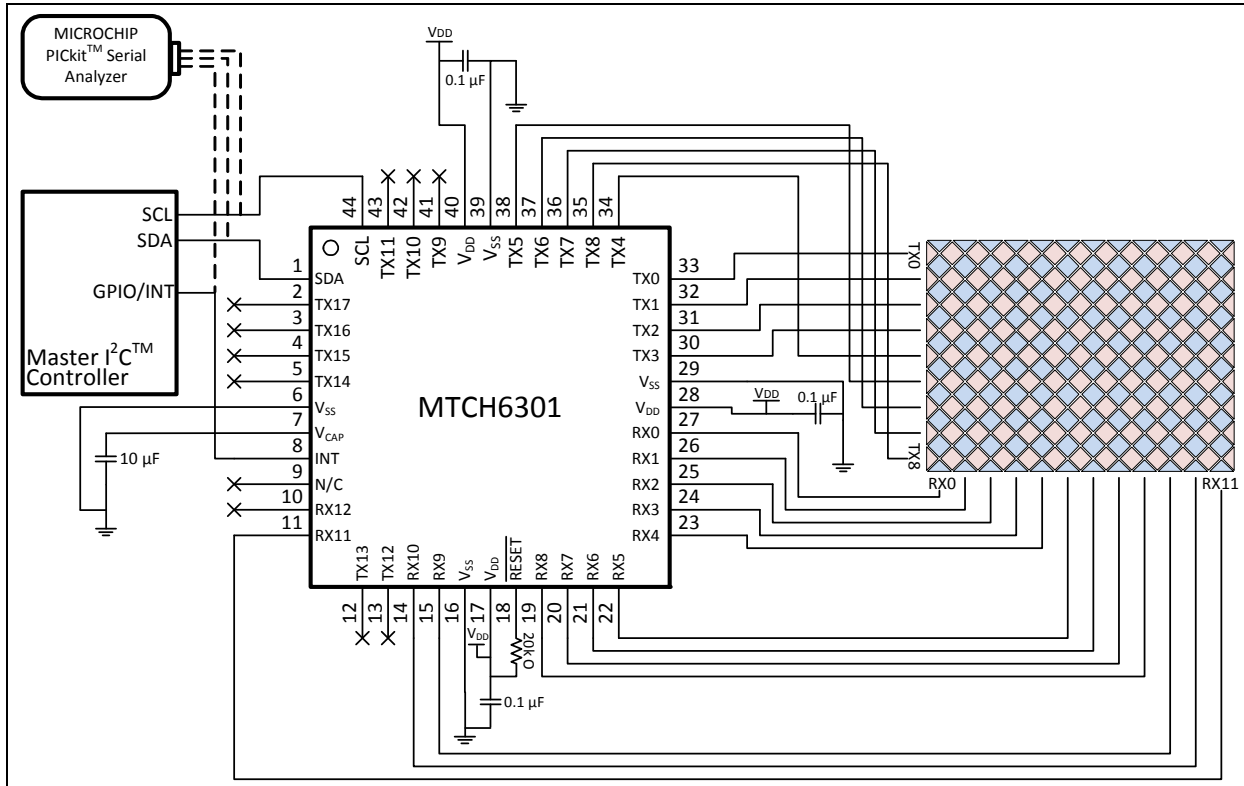 MICROCHIP
PICkit™ Serial
Analyzer
SCL
SDA
GPIO/INT
Master I²C™
Controller
VDD
0.1 µF
44
43
42
41
40
39
38
37
36
35
34
SCL
TX11
TX10
TX9
VDD
VSS
TX5
TX6
TX7
TX8
TX4
1
SDA
2
TX17
3
TX16
4
TX15
5
TX14
6
VSS
7
VCAP
8
INT
9
N/C
10
RX12
11
RX11
10 µF
MTCH6301
33
TX0
32
TX1
31
TX2
30
TX3
29
VSS
28
VDD
27
RX0
26
RX1
25
RX2
24
RX3
23
RX4
VDD
0.1 µF
TX0
TX8
RX0
RX11
TX13
TX12
RX10
RX9
VSS
VDD
RESET
RX8
RX7
RX6
RX5
12
13
14
15
16
17
18
19
20
21
22
VDD
20kΩ
0.1 µF